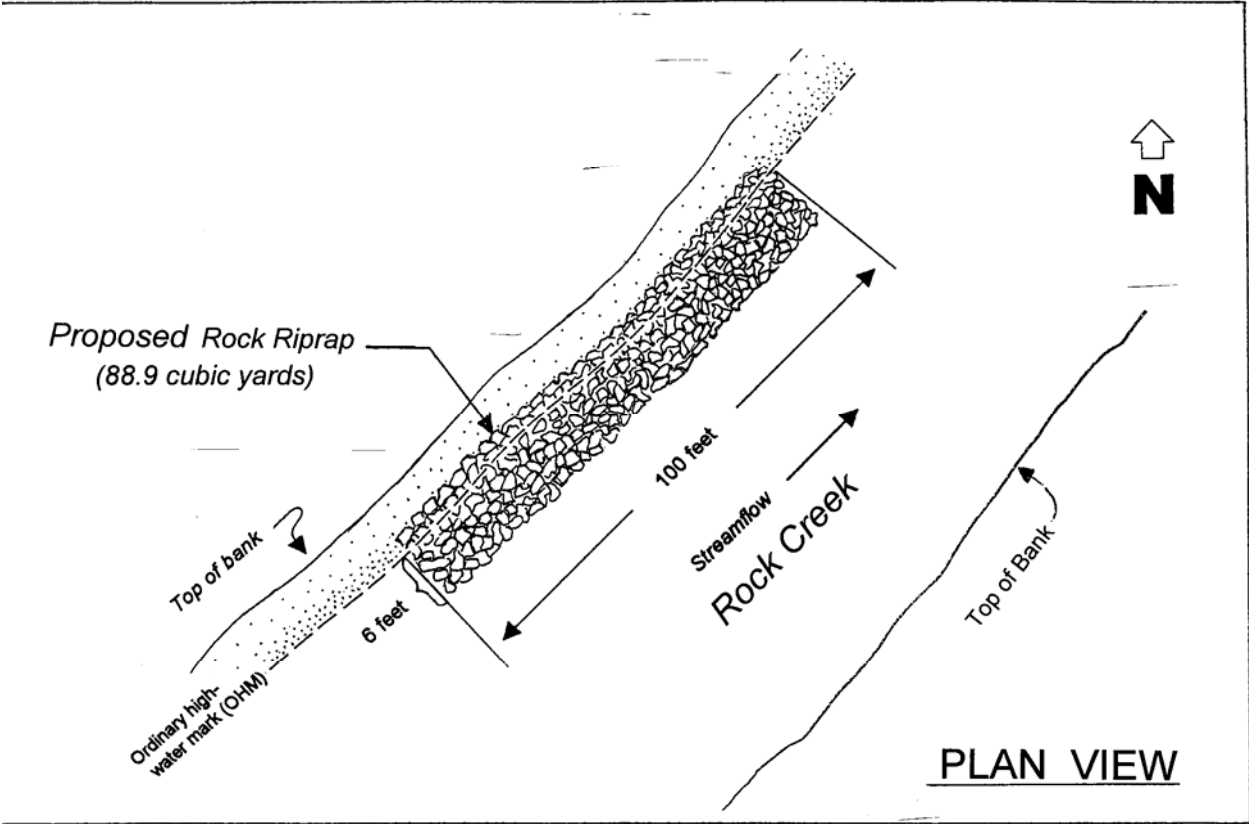 N
Proposed Rock Riprap
(88.9 cubic yards)
100 feet
Streamflow
Rock Creek
Top of bank
6 feet
Top of Bank
Ordinary high-
water mark (OHM)
PLAN VIEW